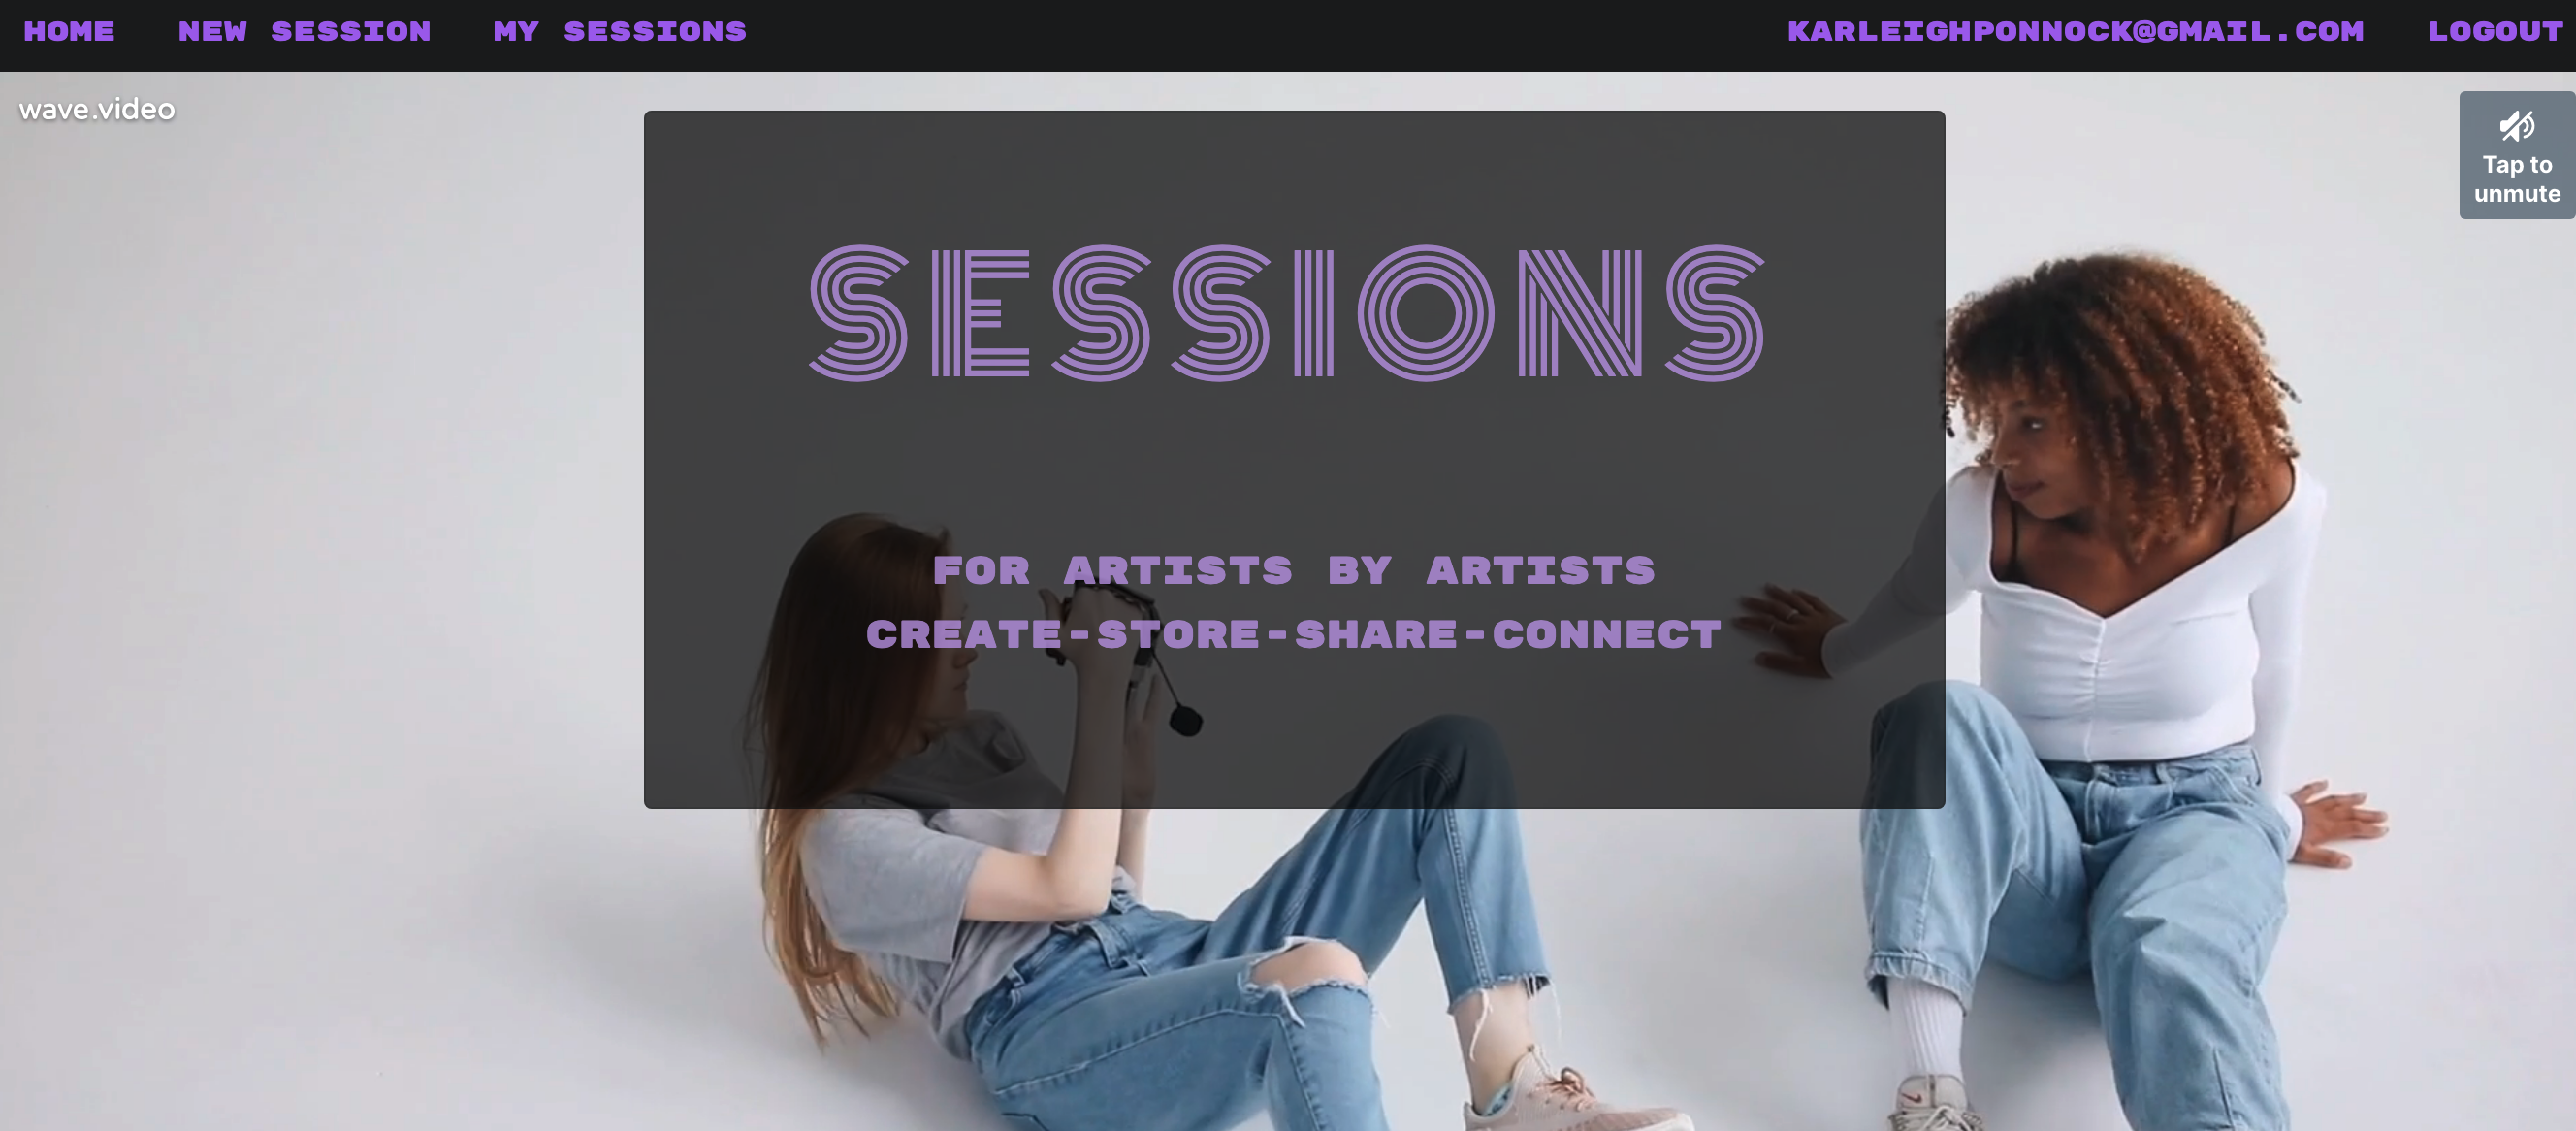 HOME NEW SESSION MY SESSIONS KARLEIGHPONNOCK@GMAIL.COM LOGOUT
wave.video
Tap to
unmute
SESSIONS
FOR ARTISTS BY ARTISTS
CREATE-STORE-SHARE-CONNECT